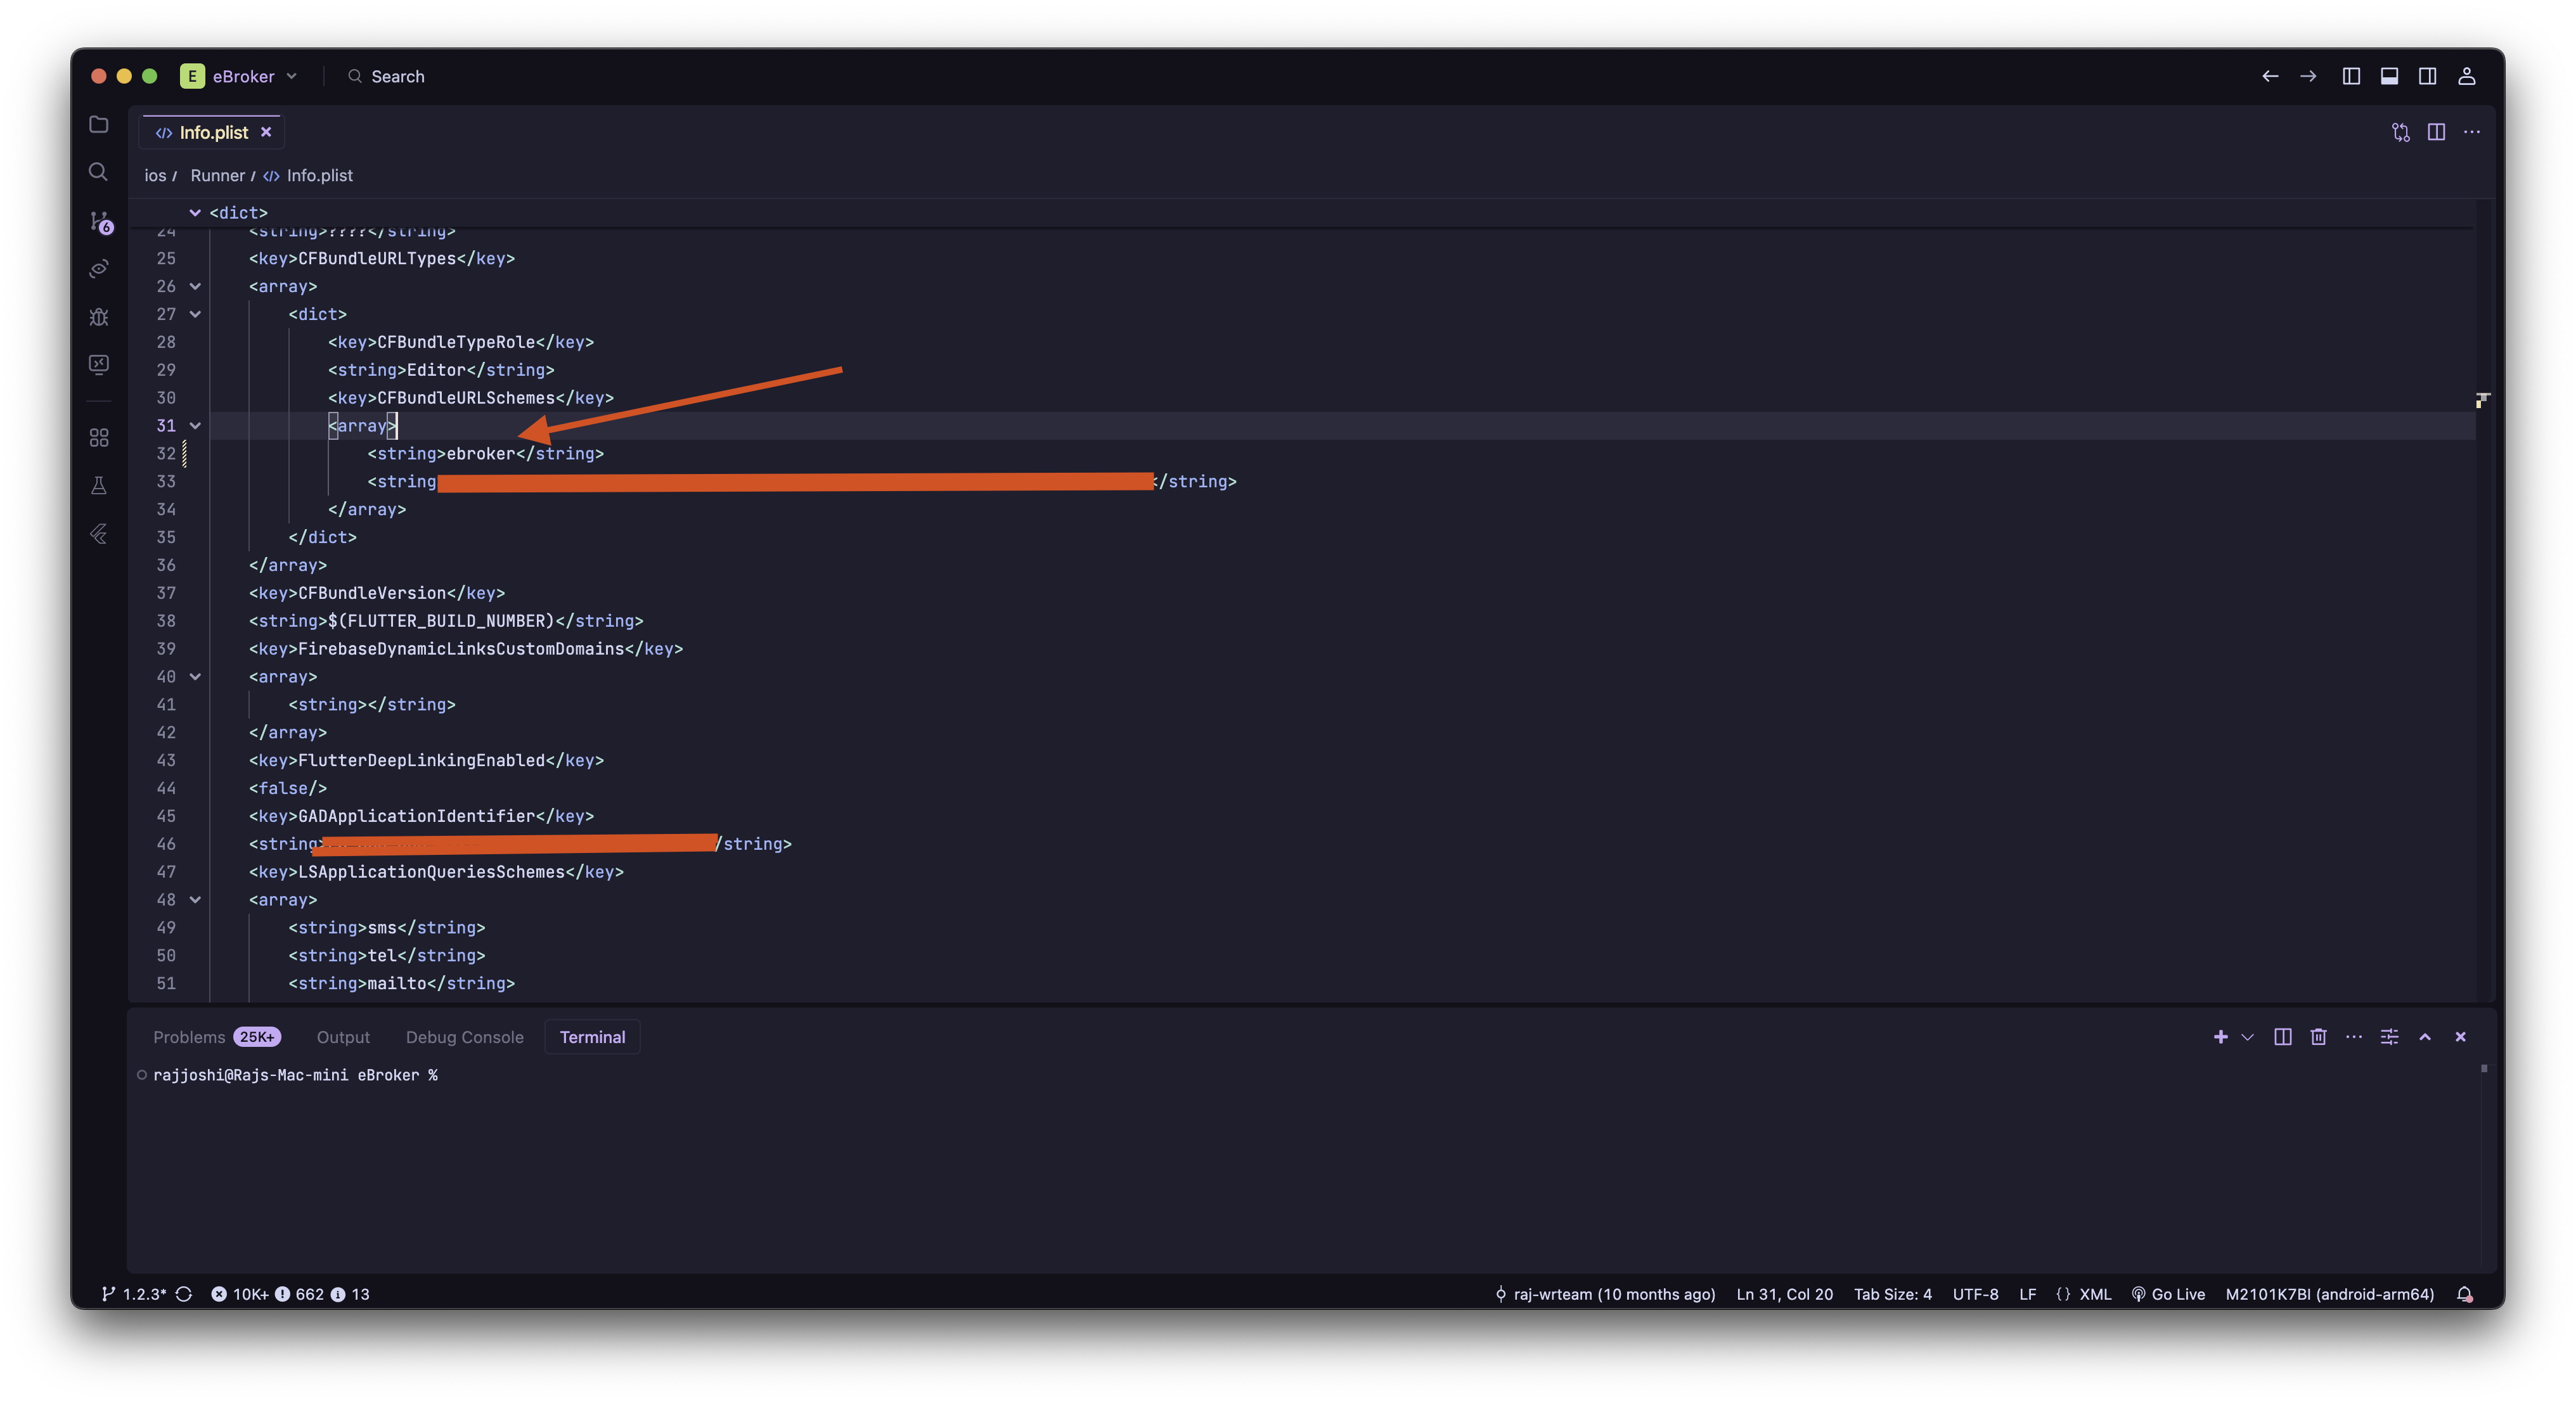 E eBroker Search
Info.plist
ios / Runner / Info.plist
<dict>
24 <string>????</string>
25 <key>CFBundleURLTypes</key>
26 <array>
27 <dict>
28 <key>CFBundleTypeRole</key>
29 <string>Editor</string>
30 <key>CFBundleURLSchemes</key>
31 <array>
32 <string>ebroker</string>
33 <string </string>
34 </array>
35 </dict>
36 </array>
37 <key>CFBundleVersion</key>
38 <string>$(FLUTTER_BUILD_NUMBER)</string>
39 <key>FirebaseDynamicLinksCustomDomains</key>
40 <array>
41 <string></string>
42 </array>
43 <key>FlutterDeepLinkingEnabled</key>
44 <false/>
45 <key>GADApplicationIdentifier</key>
46 <string> /string>
47 <key>LSApplicationQueriesSchemes</key>
48 <array>
49 <string>sms</string>
50 <string>tel</string>
51 <string>mailto</string>
6
Problems 25K+ Output Debug Console Terminal
rajjoshi@Rajs-Mac-mini eBroker %
1.2.3* 10K+ 662 13 raj-wrteam (10 months ago) Ln 31, Col 20 Tab Size: 4 UTF-8 LF {} XML Go Live M2101K7BI (android-arm64)